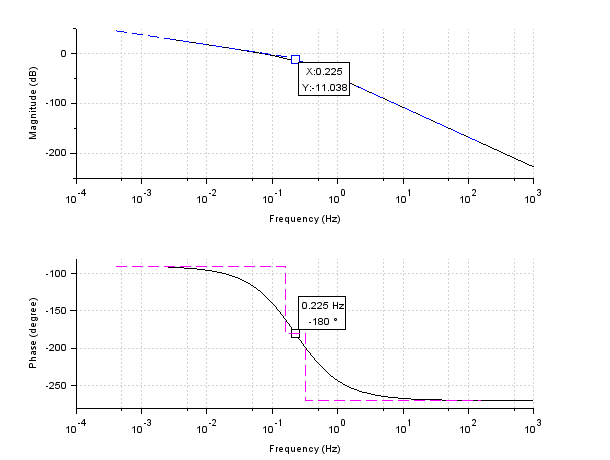 0
-100
-200
Magnitude (dB)
X:0.225
Y:-11.038
10^-4 10^-3 10^-2 10^-1 10^0 10^1 10^2 10^3
Frequency (Hz)
-100
-150
-200
-250
Phase (degree)
0.225 Hz
-180 °
10^-4 10^-3 10^-2 10^-1 10^0 10^1 10^2 10^3
Frequency (Hz)